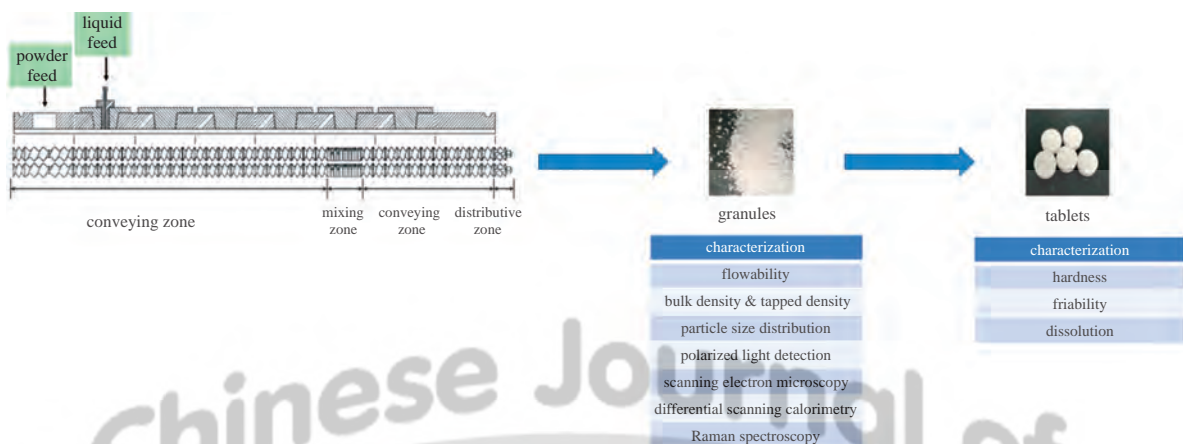 liquid
feed
powder
feed
conveying zone
mixing
zone
conveying
zone
distributive
zone
granules
characterization
flowability
bulk density & tapped density
particle size distribution
polarized light detection
scanning electron microscopy
differential scanning calorimetry
Raman spectroscopy
tablets
characterization
hardness
friability
dissolution
Chinese Journal of